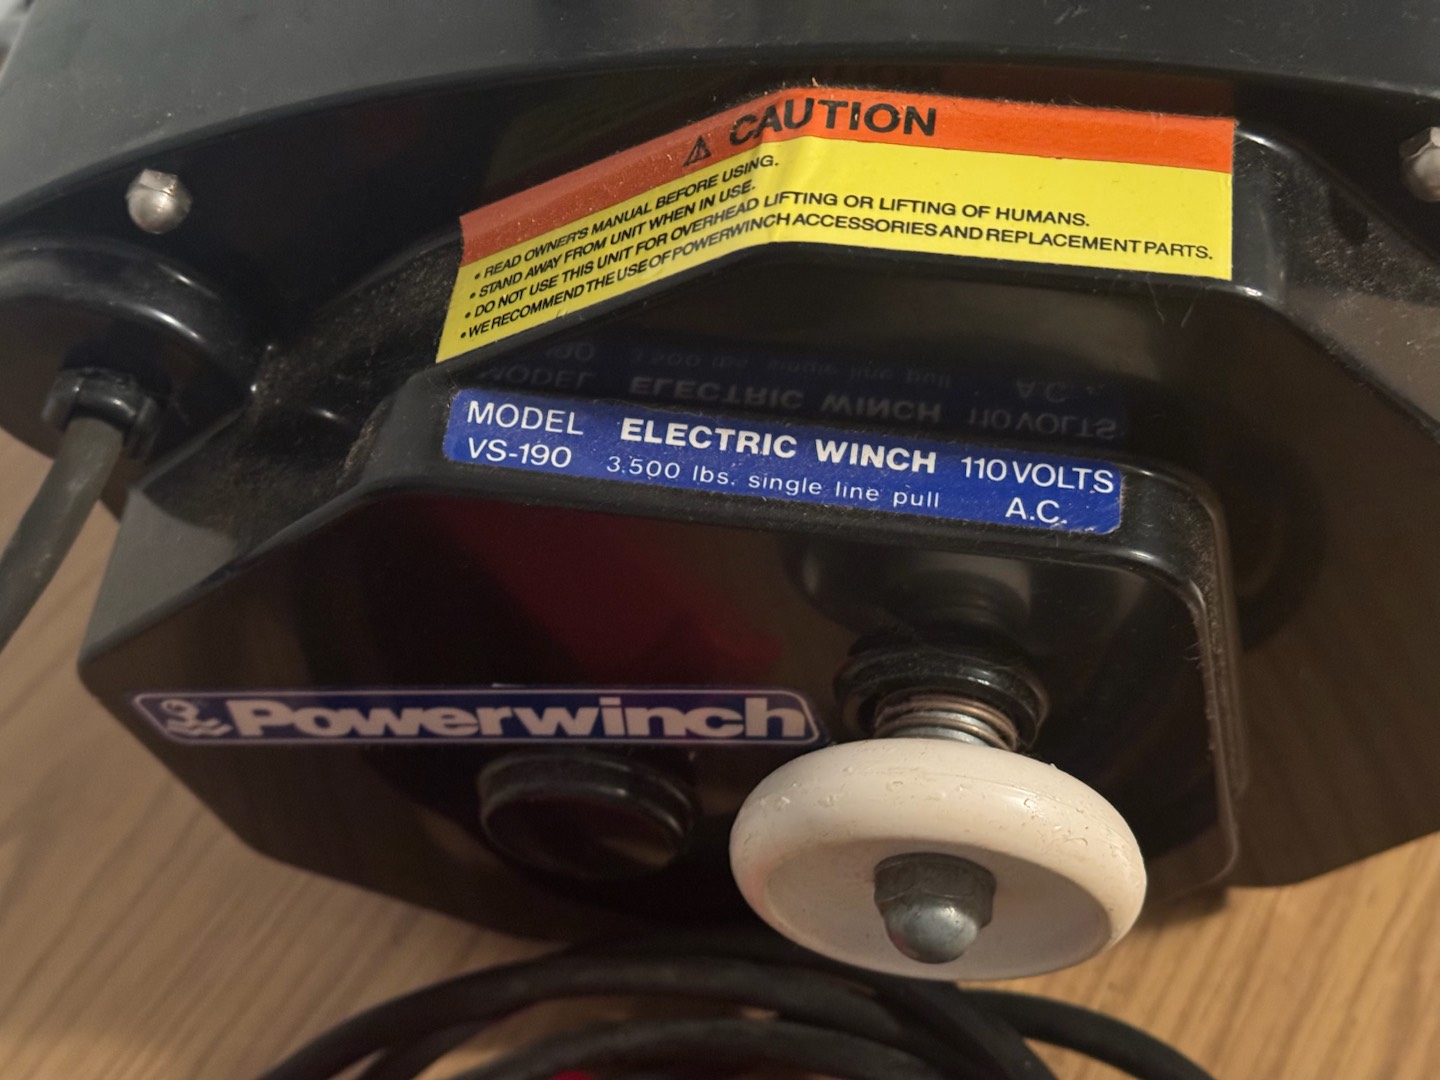 ⚠ CAUTION
• READ OWNER'S MANUAL BEFORE USING.
• STAND AWAY FROM UNIT WHEN IN USE.
• DO NOT USE THIS UNIT FOR OVERHEAD LIFTING OR LIFTING OF HUMANS.
• WE RECOMMEND THE USE OF POWERWINCH ACCESSORIES AND REPLACEMENT PARTS.
MODEL ELECTRIC WINCH 110 VOLTS
VS-190 3.500 lbs. single line pull A.C.
Powerwinch